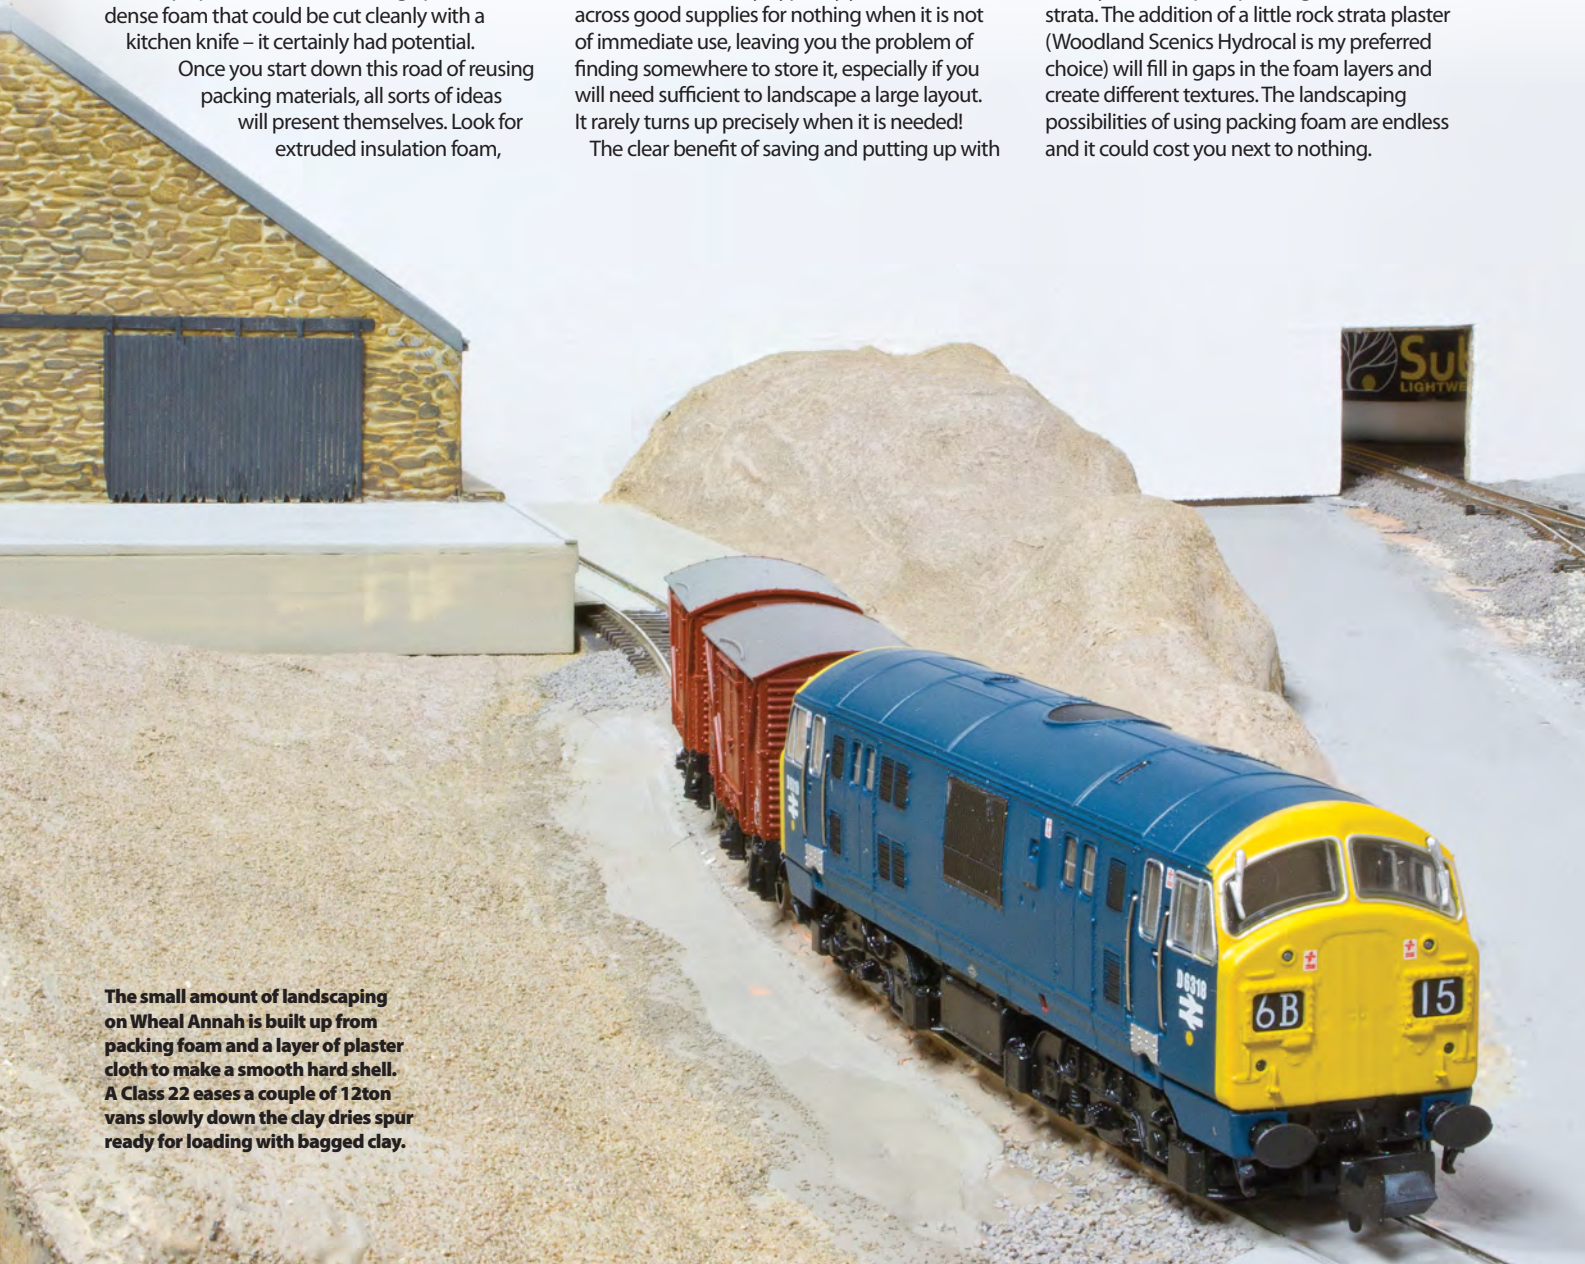 dense foam that could be cut cleanly with a
kitchen knife – it certainly had potential.
Once you start down this road of reusing
packing materials, all sorts of ideas
will present themselves. Look for
extruded insulation foam,
across good supplies for nothing when it is not
of immediate use, leaving you the problem of
finding somewhere to store it, especially if you
will need sufficient to landscape a large layout.
It rarely turns up precisely when it is needed!
The clear benefit of saving and putting up with
strata. The addition of a little rock strata plaster
(Woodland Scenics Hydrocal is my preferred
choice) will fill in gaps in the foam layers and
create different textures. The landscaping
possibilities of using packing foam are endless
and it could cost you next to nothing.
Sub
LIGHTWE
D6318
6B
15
The small amount of landscaping
on Wheal Annah is built up from
packing foam and a layer of plaster
cloth to make a smooth hard shell.
A Class 22 eases a couple of 12ton
vans slowly down the clay dries spur
ready for loading with bagged clay.